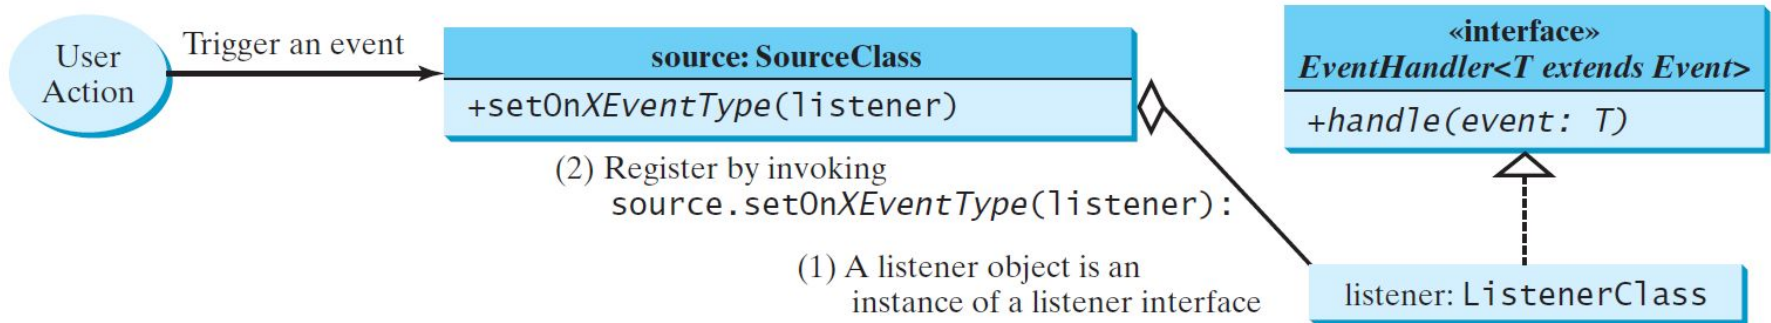 User
Action
Trigger an event
source: SourceClass
+setOnXEventType(listener)
(2) Register by invoking
source.setOnXEventType(listener):
(1) A listener object is an
instance of a listener interface
«interface»
EventHandler<T extends Event>
+handle(event: T)
listener: ListenerClass